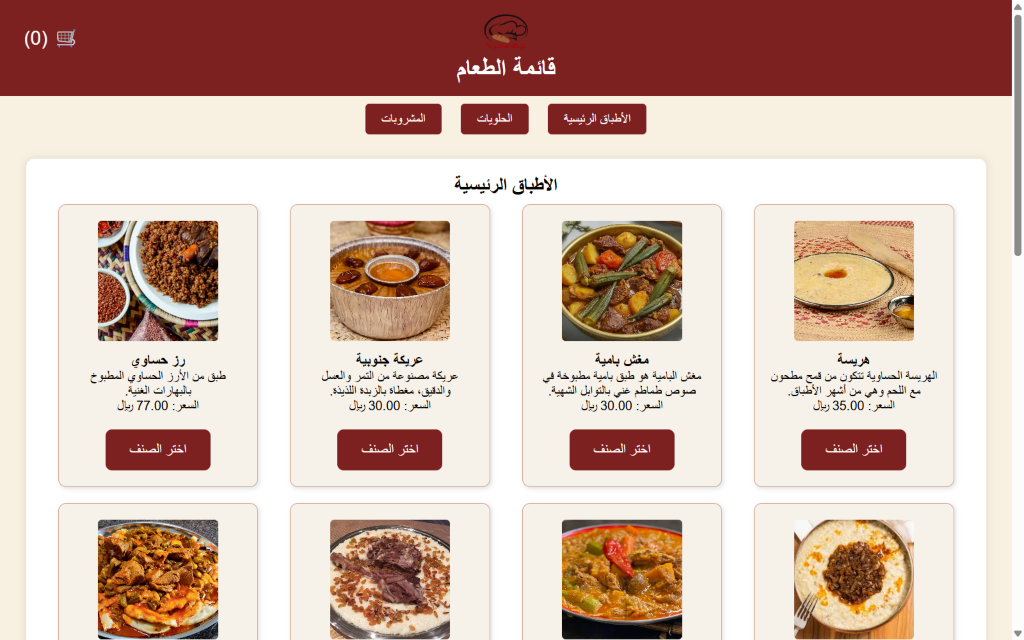 (0)
قائمة الطعام
الأطباق الرئيسية
الحلويات
المشروبات
الأطباق الرئيسية
هريسة
الهريسة الحساوية تتكون من قمح مطحون
مع اللحم وهي من أشهر الأطباق.
السعر: 35.00 ريال
اختر الصنف
مغش بامية
مغش البامية هو طبق بامية مطبوخة في
صوص طماطم غني بالتوابل الشهية.
السعر: 30.00 ريال
اختر الصنف
عريكة جنوبية
عريكة مصنوعة من التمر والعسل
والدقيق، مغطاة بالزبدة اللذيذة.
السعر: 30.00 ريال
اختر الصنف
رز حساوي
طبق من الأرز الحساوي المطبوخ
بالبهارات الغنية.
السعر: 77.00 ريال
اختر الصنف